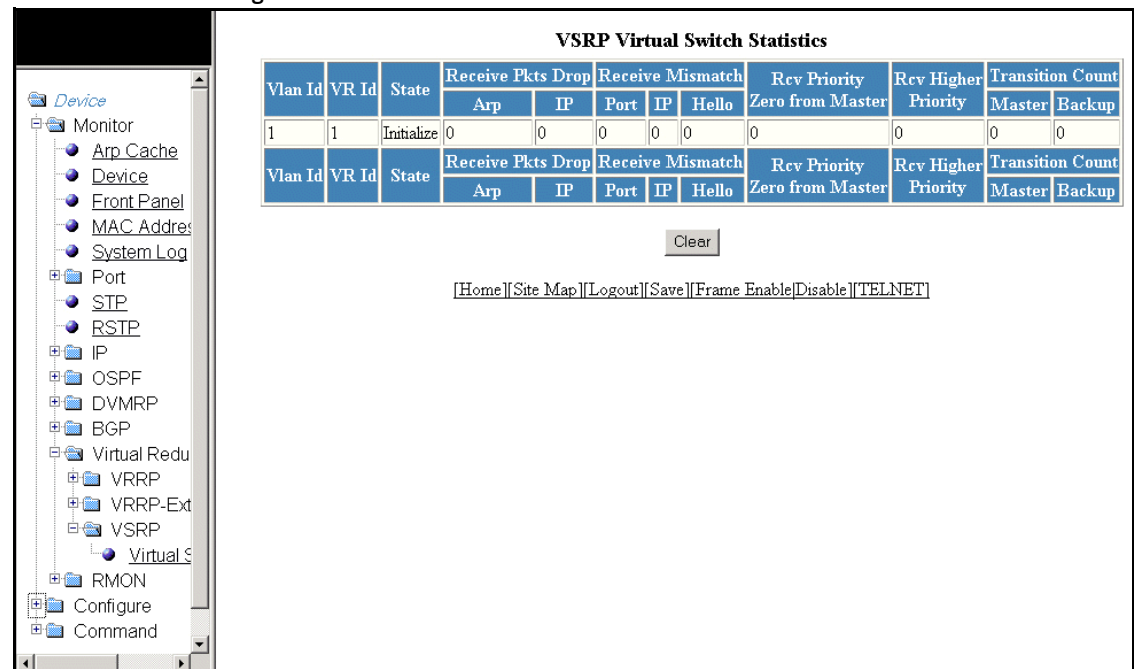 VSRP Virtual Switch Statistics
Vlan Id VR Id State Receive Pkts Drop Receive Mismatch Rcv Priority Zero from Master Rcv Higher Priority Transition Count
Arp IP Port IP Hello Master Backup
1 1 Initialize 0 0 0 0 0 0 0 0 0
Vlan Id VR Id State Receive Pkts Drop Receive Mismatch Rcv Priority Zero from Master Rcv Higher Priority Transition Count
Arp IP Port IP Hello Master Backup
Clear
[Home][Site Map][Logout][Save][Frame Enable|Disable][TELNET]
Device
Monitor
Arp Cache
Device
Front Panel
MAC Addres
System Log
Port
STP
RSTP
IP
OSPF
DVMRP
BGP
Virtual Redu
VRRP
VRRP-Ext
VSRP
Virtual S
RMON
Configure
Command